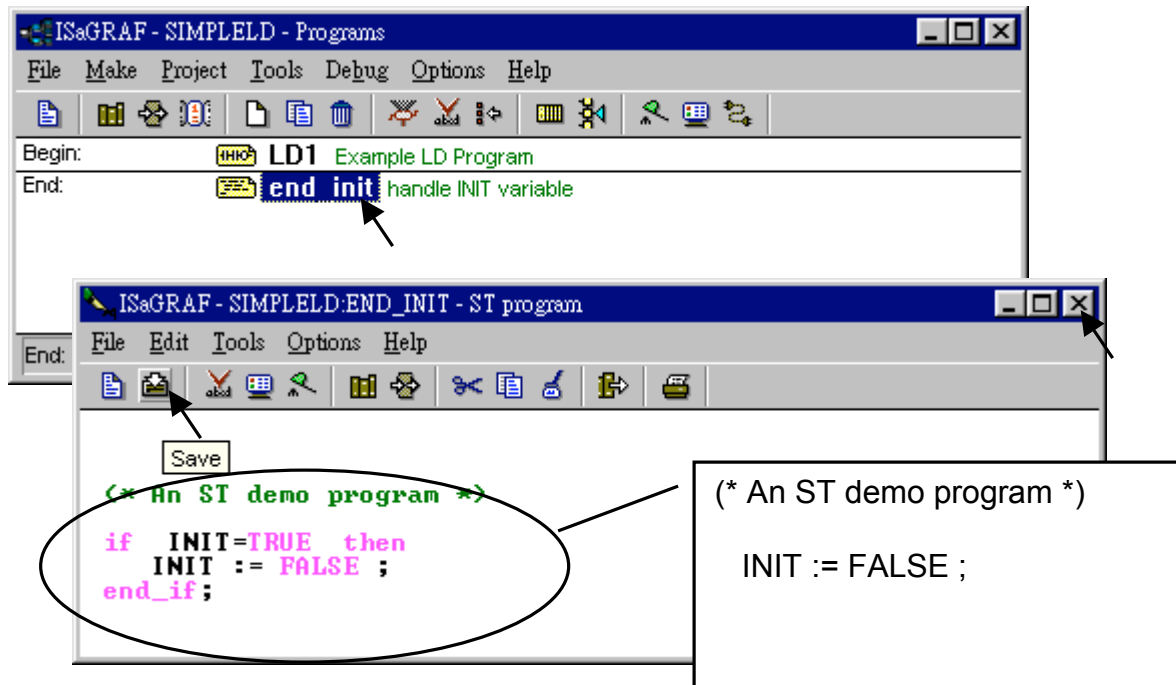 ISaGRAF - SIMPLELD - Programs
File Make Project Tools Debug Options Help
Begin: LD1 Example LD Program
End: end_init handle INIT variable
ISaGRAF - SIMPLELD:END_INIT - ST program
End:
File Edit Tools Options Help
Save
(* An ST demo program *)
if INIT=TRUE then
INIT := FALSE ;
end_if;
(* An ST demo program *)
INIT := FALSE ;